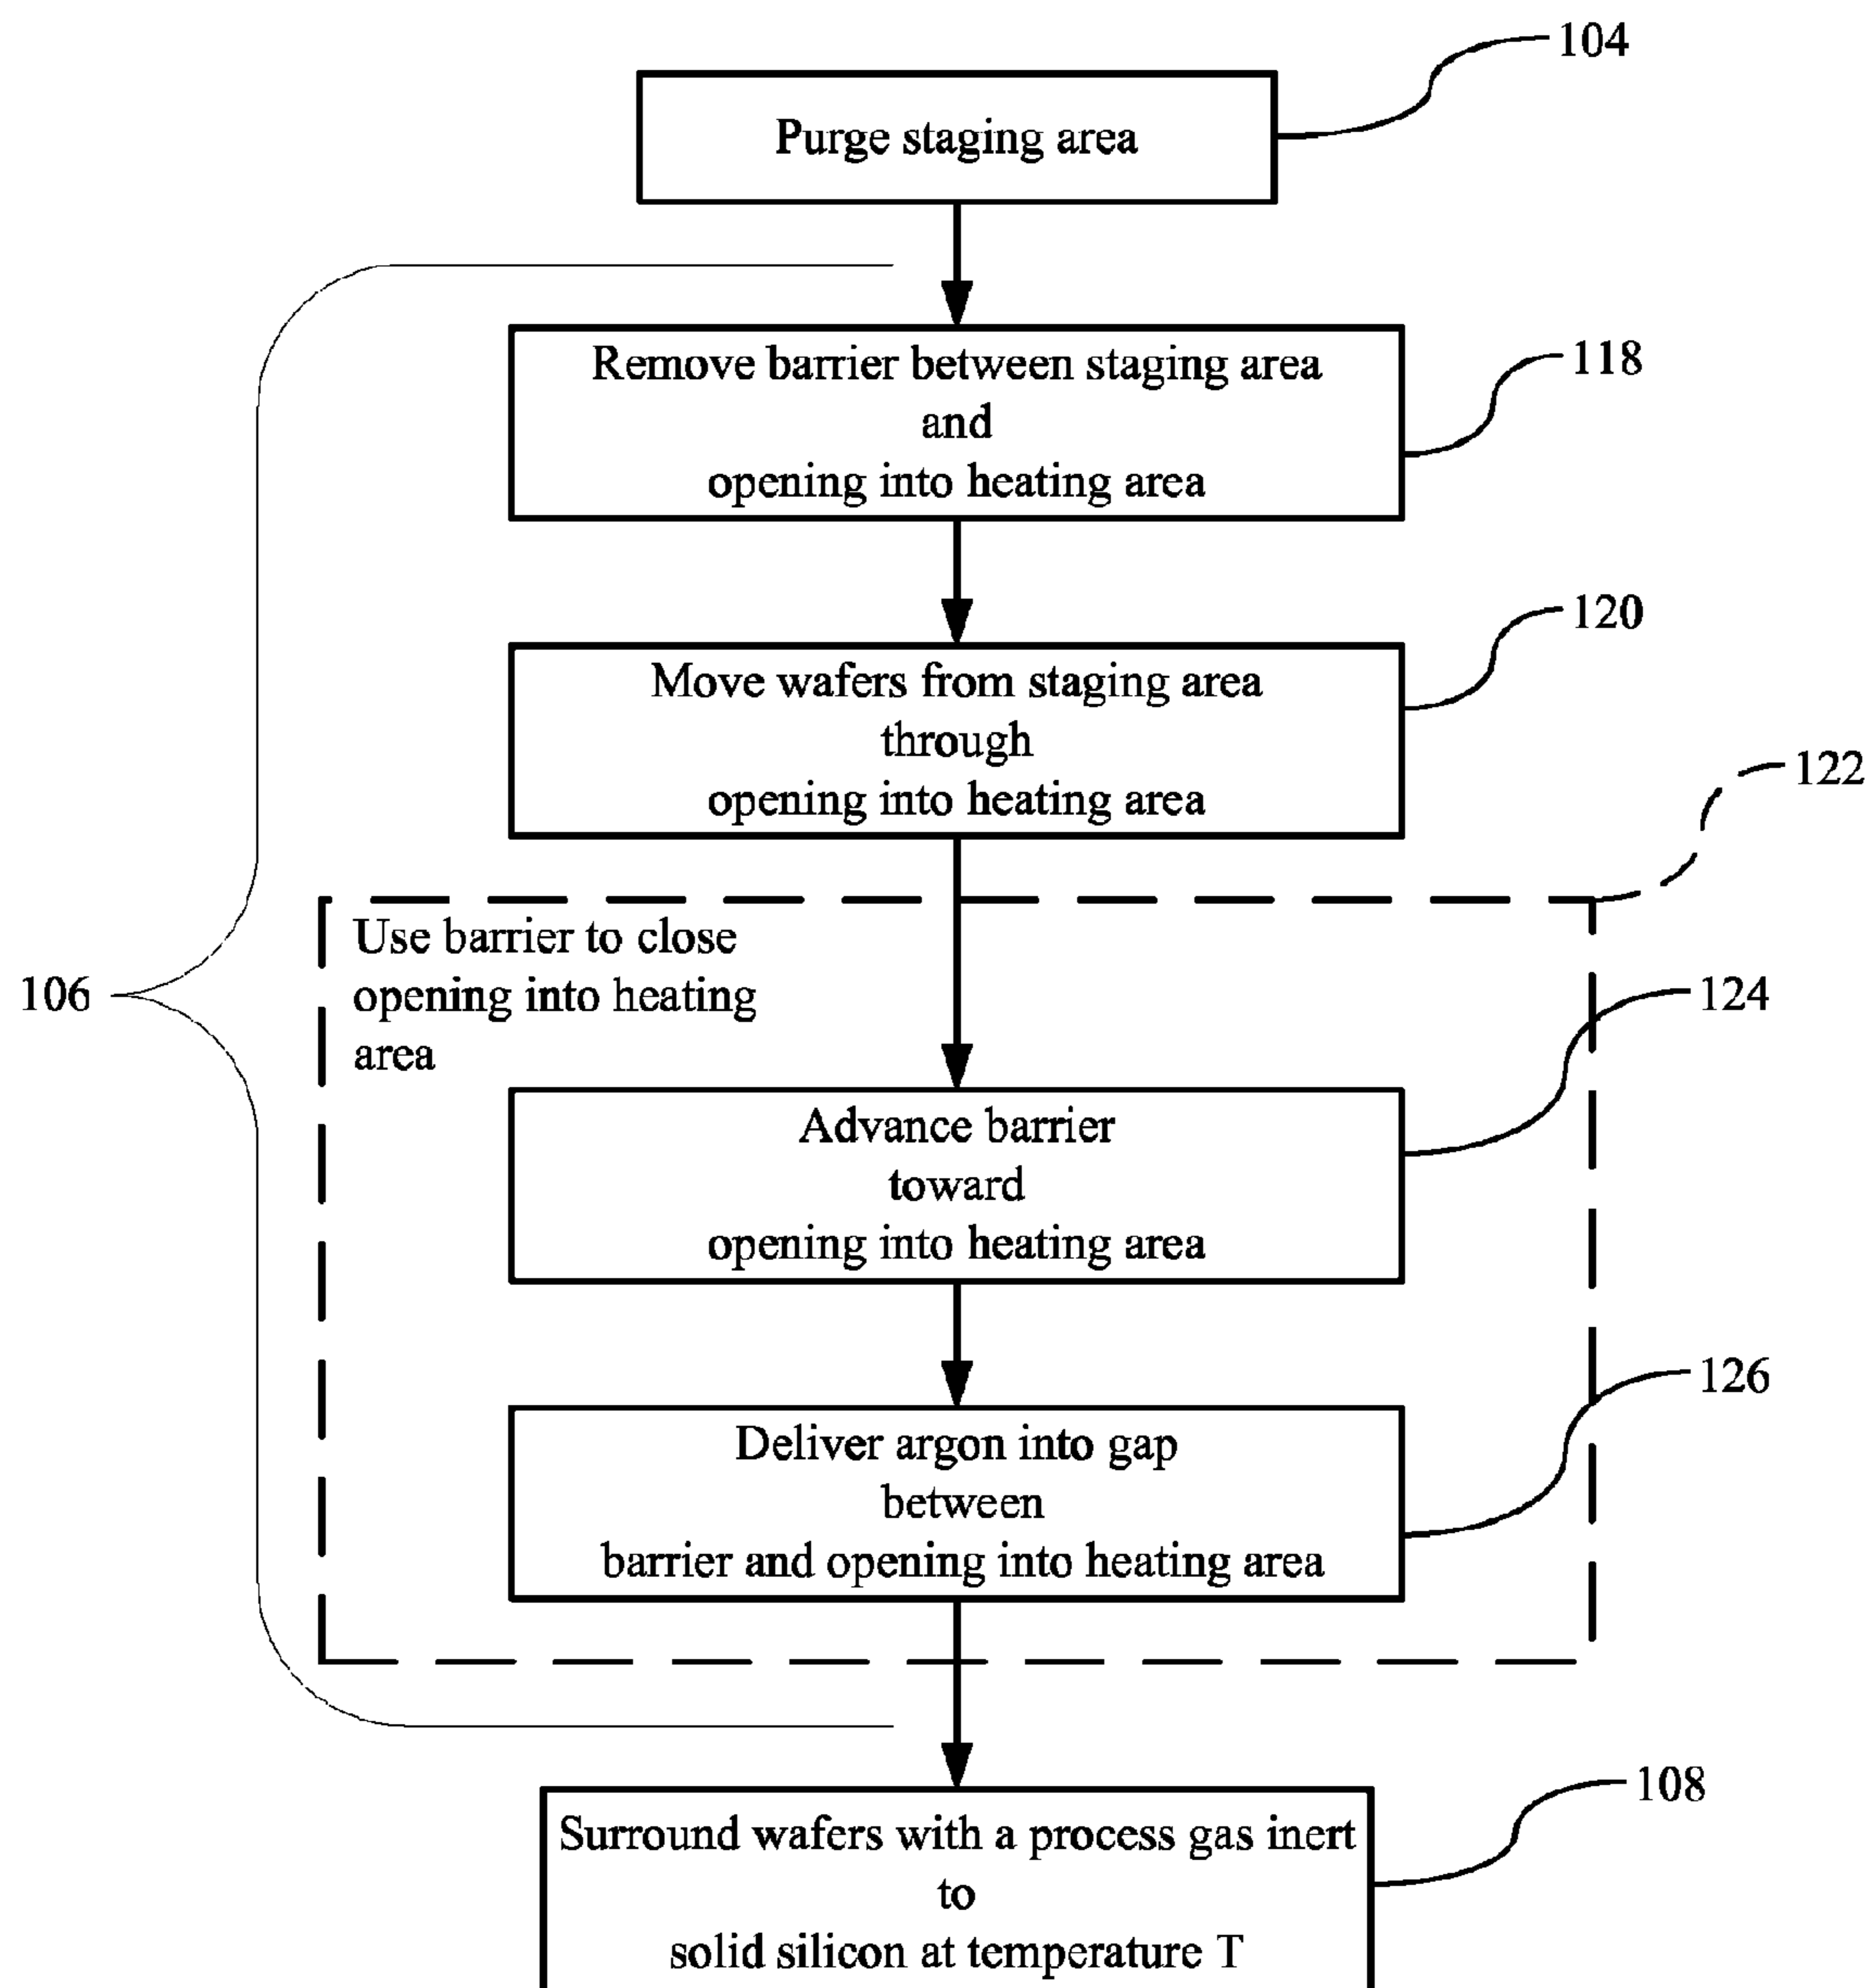 104
Purge staging area
118
Remove barrier between staging area
and
opening into heating area
120
Move wafers from staging area
through
opening into heating area
122
Use barrier to close
opening into heating
area
106
124
Advance barrier
toward
opening into heating area
126
Deliver argon into gap
between
barrier and opening into heating area
108
Surround wafers with a process gas inert
to
solid silicon at temperature T